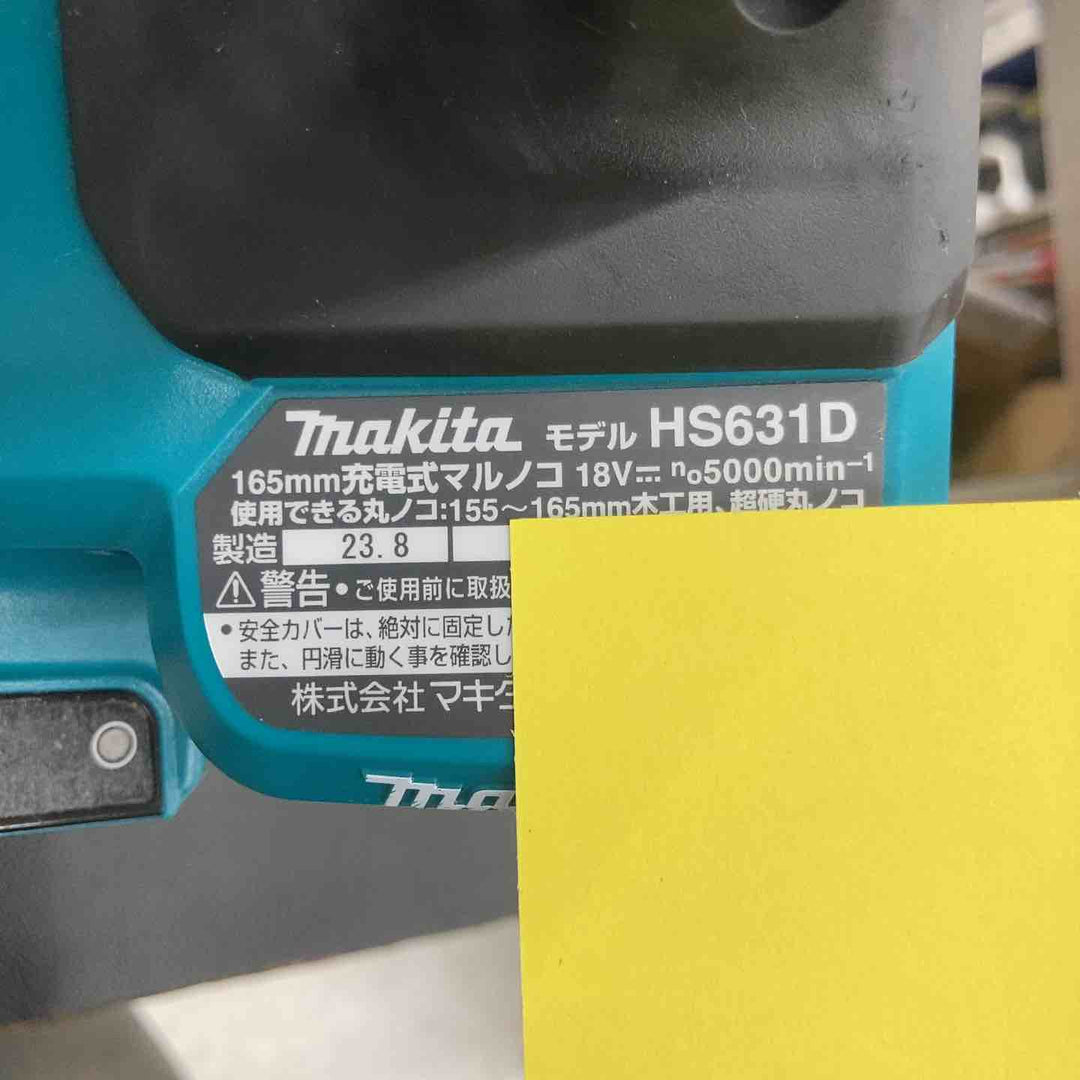 makita モデル HS631D
165mm充電式マルノコ 18V⎓ n₀5000min⁻¹
使用できる丸ノコ:155～165mm木工用、超硬丸ノコ
製造 23.8
⚠警告 •ご使用前に取扱
•安全カバーは、絶対に固定し
また、円滑に動く事を確認し
株式会社マキタ